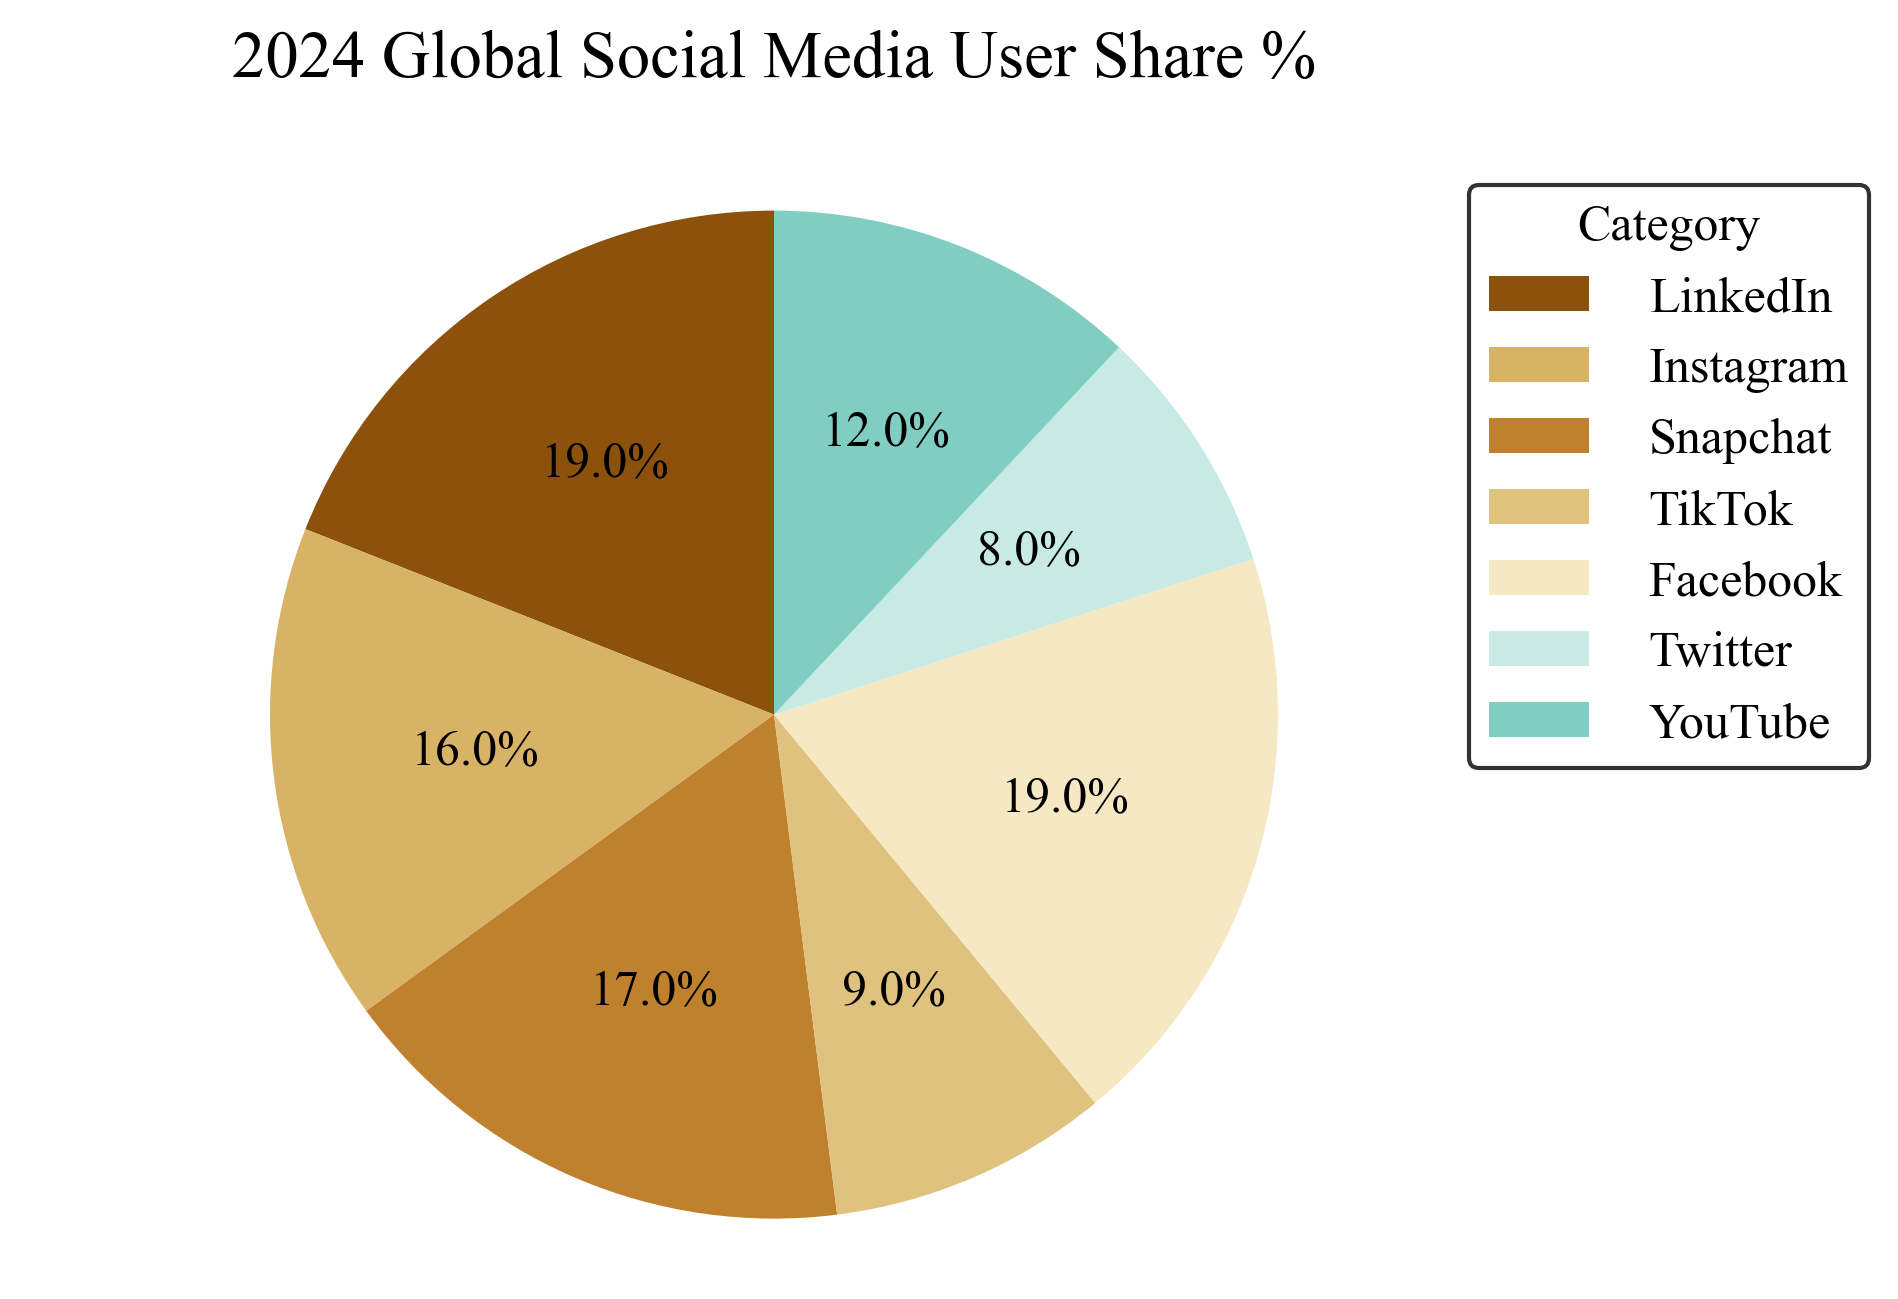 2024 Global Social Media User Share %
12.0%
19.0%
8.0%
16.0%
19.0%
17.0%
9.0%
Category
LinkedIn
Instagram
Snapchat
TikTok
Facebook
Twitter
YouTube